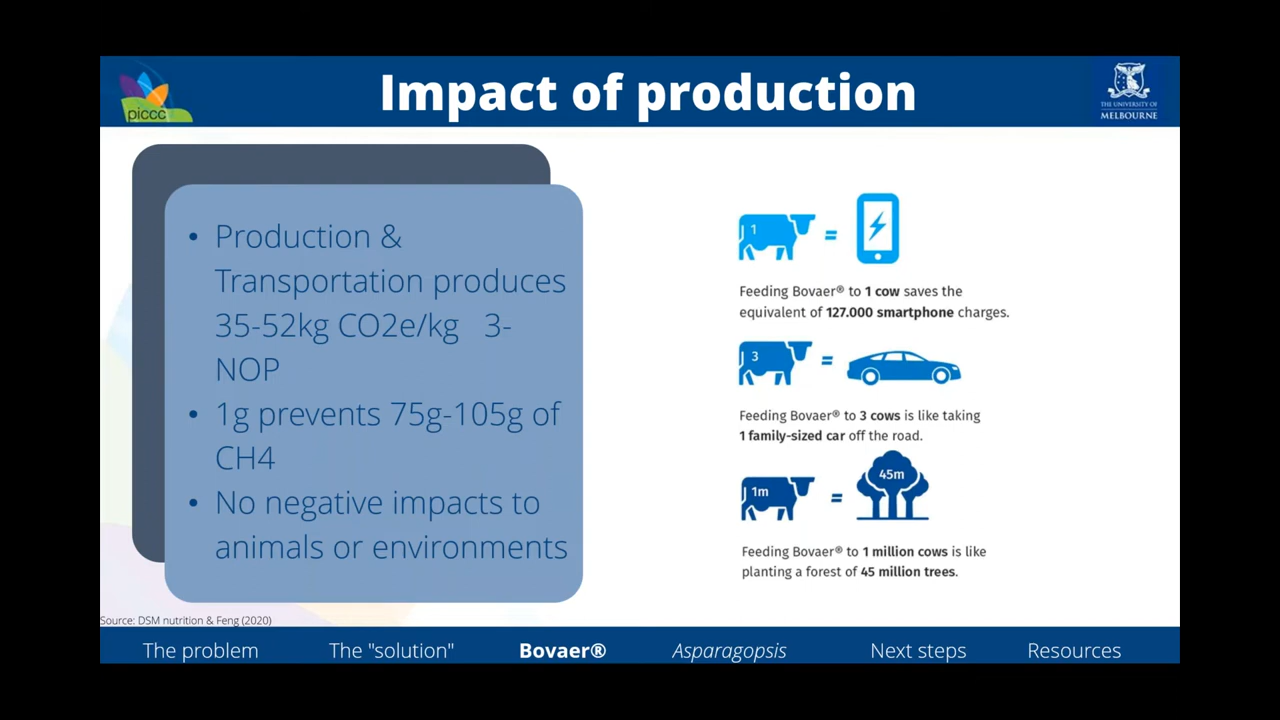 Impact of production
piccc
THE UNIVERSITY OF
MELBOURNE
• Production &
Transportation produces
35-52kg CO2e/kg   3-
NOP
• 1g prevents 75g-105g of
CH4
• No negative impacts to
animals or environments
1 =
Feeding Bovaer® to 1 cow saves the
equivalent of 127.000 smartphone charges.
3 =
Feeding Bovaer® to 3 cows is like taking
1 family-sized car off the road.
1m = 45m
Feeding Bovaer® to 1 million cows is like
planting a forest of 45 million trees.
Source: DSM nutrition & Feng (2020)
The problem The "solution" Bovaer® Asparagopsis Next steps Resources